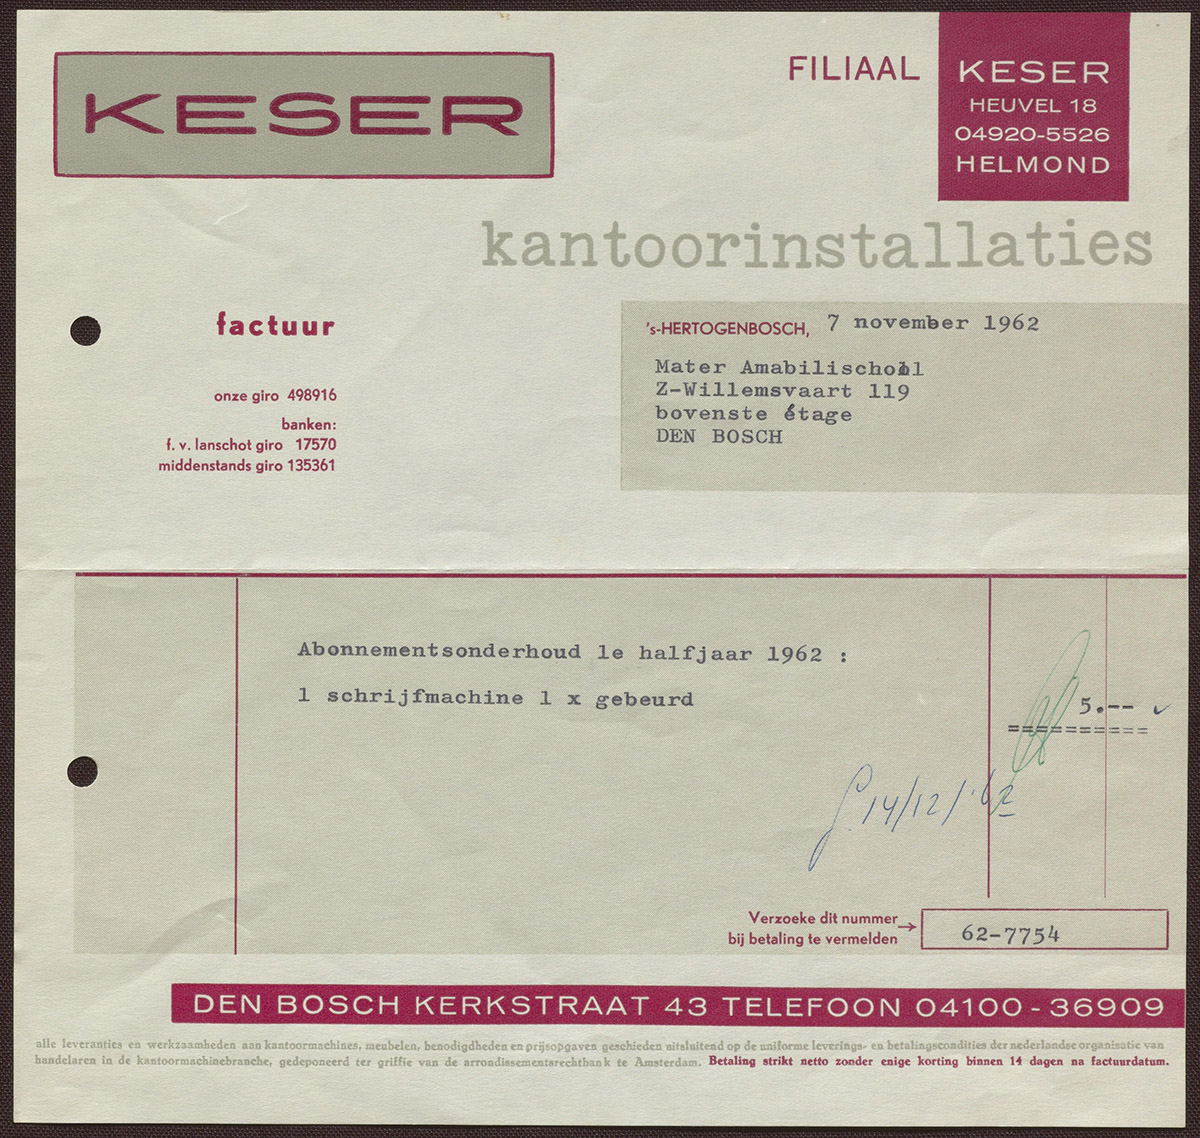 KESER
FILIAAL
KESER
HEUVEL 18
04920-5526
HELMOND
kantoorinstallaties
factuur
onze giro 498916
banken:
f. v. lanschot giro 17570
middenstands giro 135361
's-HERTOGENBOSCH, 7 november 1962
Mater Amabilischool
Z-Willemsvaart 119
bovenste étage
DEN BOSCH
Abonnementsonderhoud 1e halfjaar 1962 :
1 schrijfmachine 1 x gebeurd
5.--
==========
14/12/'62
Verzoeke dit nummer
bij betaling te vermelden
62-7754
DEN BOSCH KERKSTRAAT 43 TELEFOON 04100 - 36909
alle leveranties en werkzaamheden aan kantoormachines, meubelen, benodigdheden en prijsopgaven geschieden uitsluitend op de uniforme leverings- en betalingscondities der nederlandse organisatie van
handelaren in de kantoormachinebranche, gedeponeerd ter griffie van de arrondissementsrechtbank te Amsterdam. Betaling strikt netto zonder enige korting binnen 14 dagen na factuurdatum.